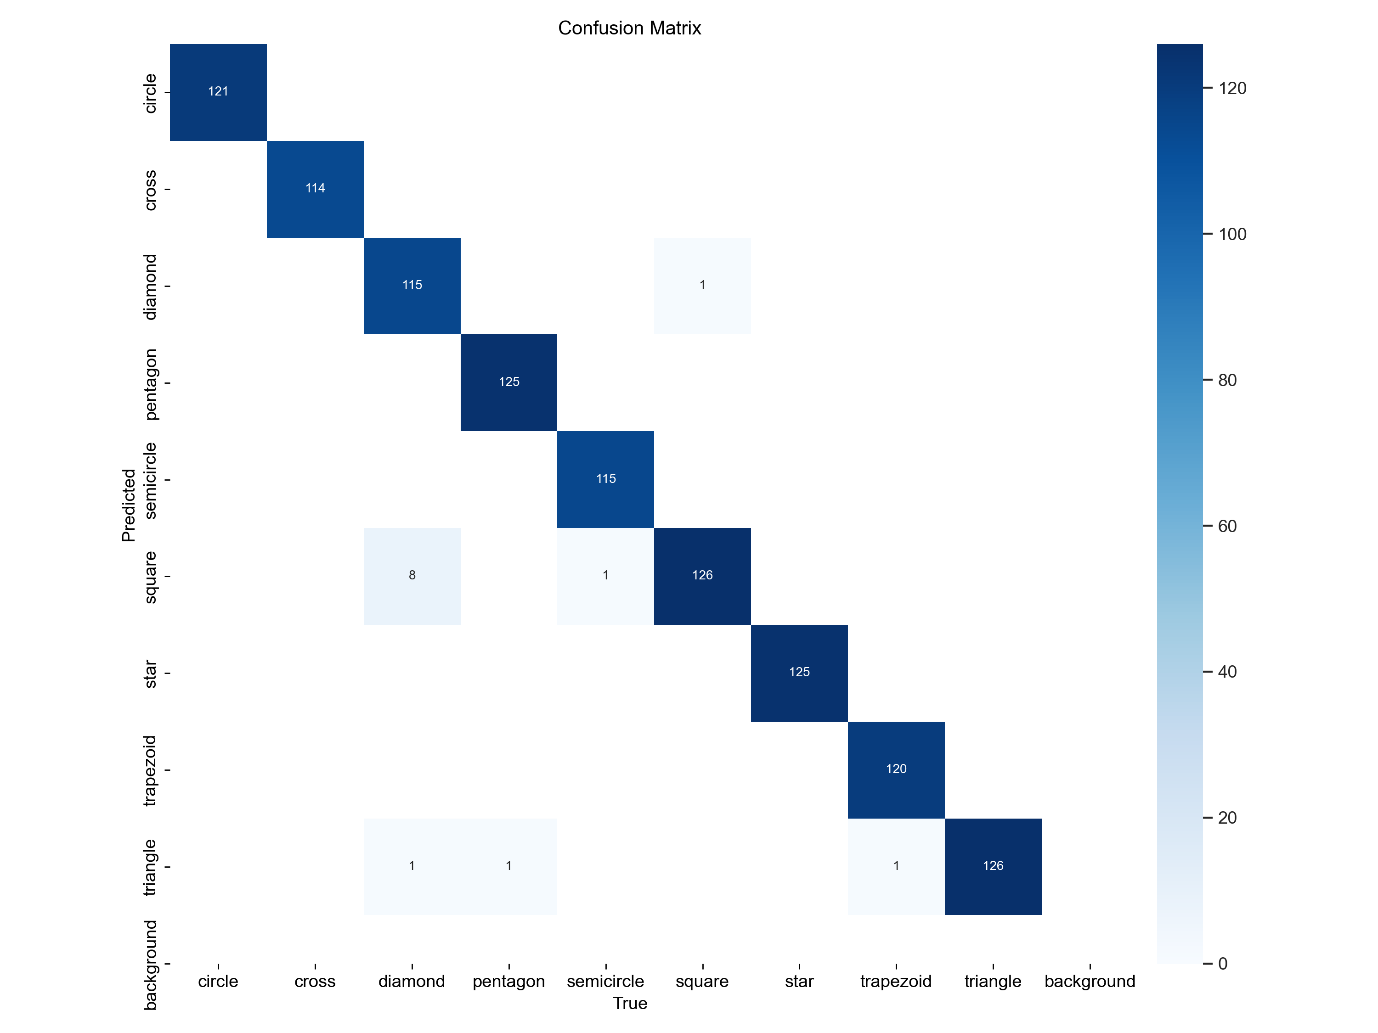 Confusion Matrix
circle
121
cross
114
diamond
115
1
pentagon
125
semicircle
115
square
8
1
126
star
125
trapezoid
120
triangle
1
1
1
126
background
Predicted
circle
cross
diamond
pentagon
semicircle
square
star
trapezoid
triangle
background
True
120
100
80
60
40
20
0